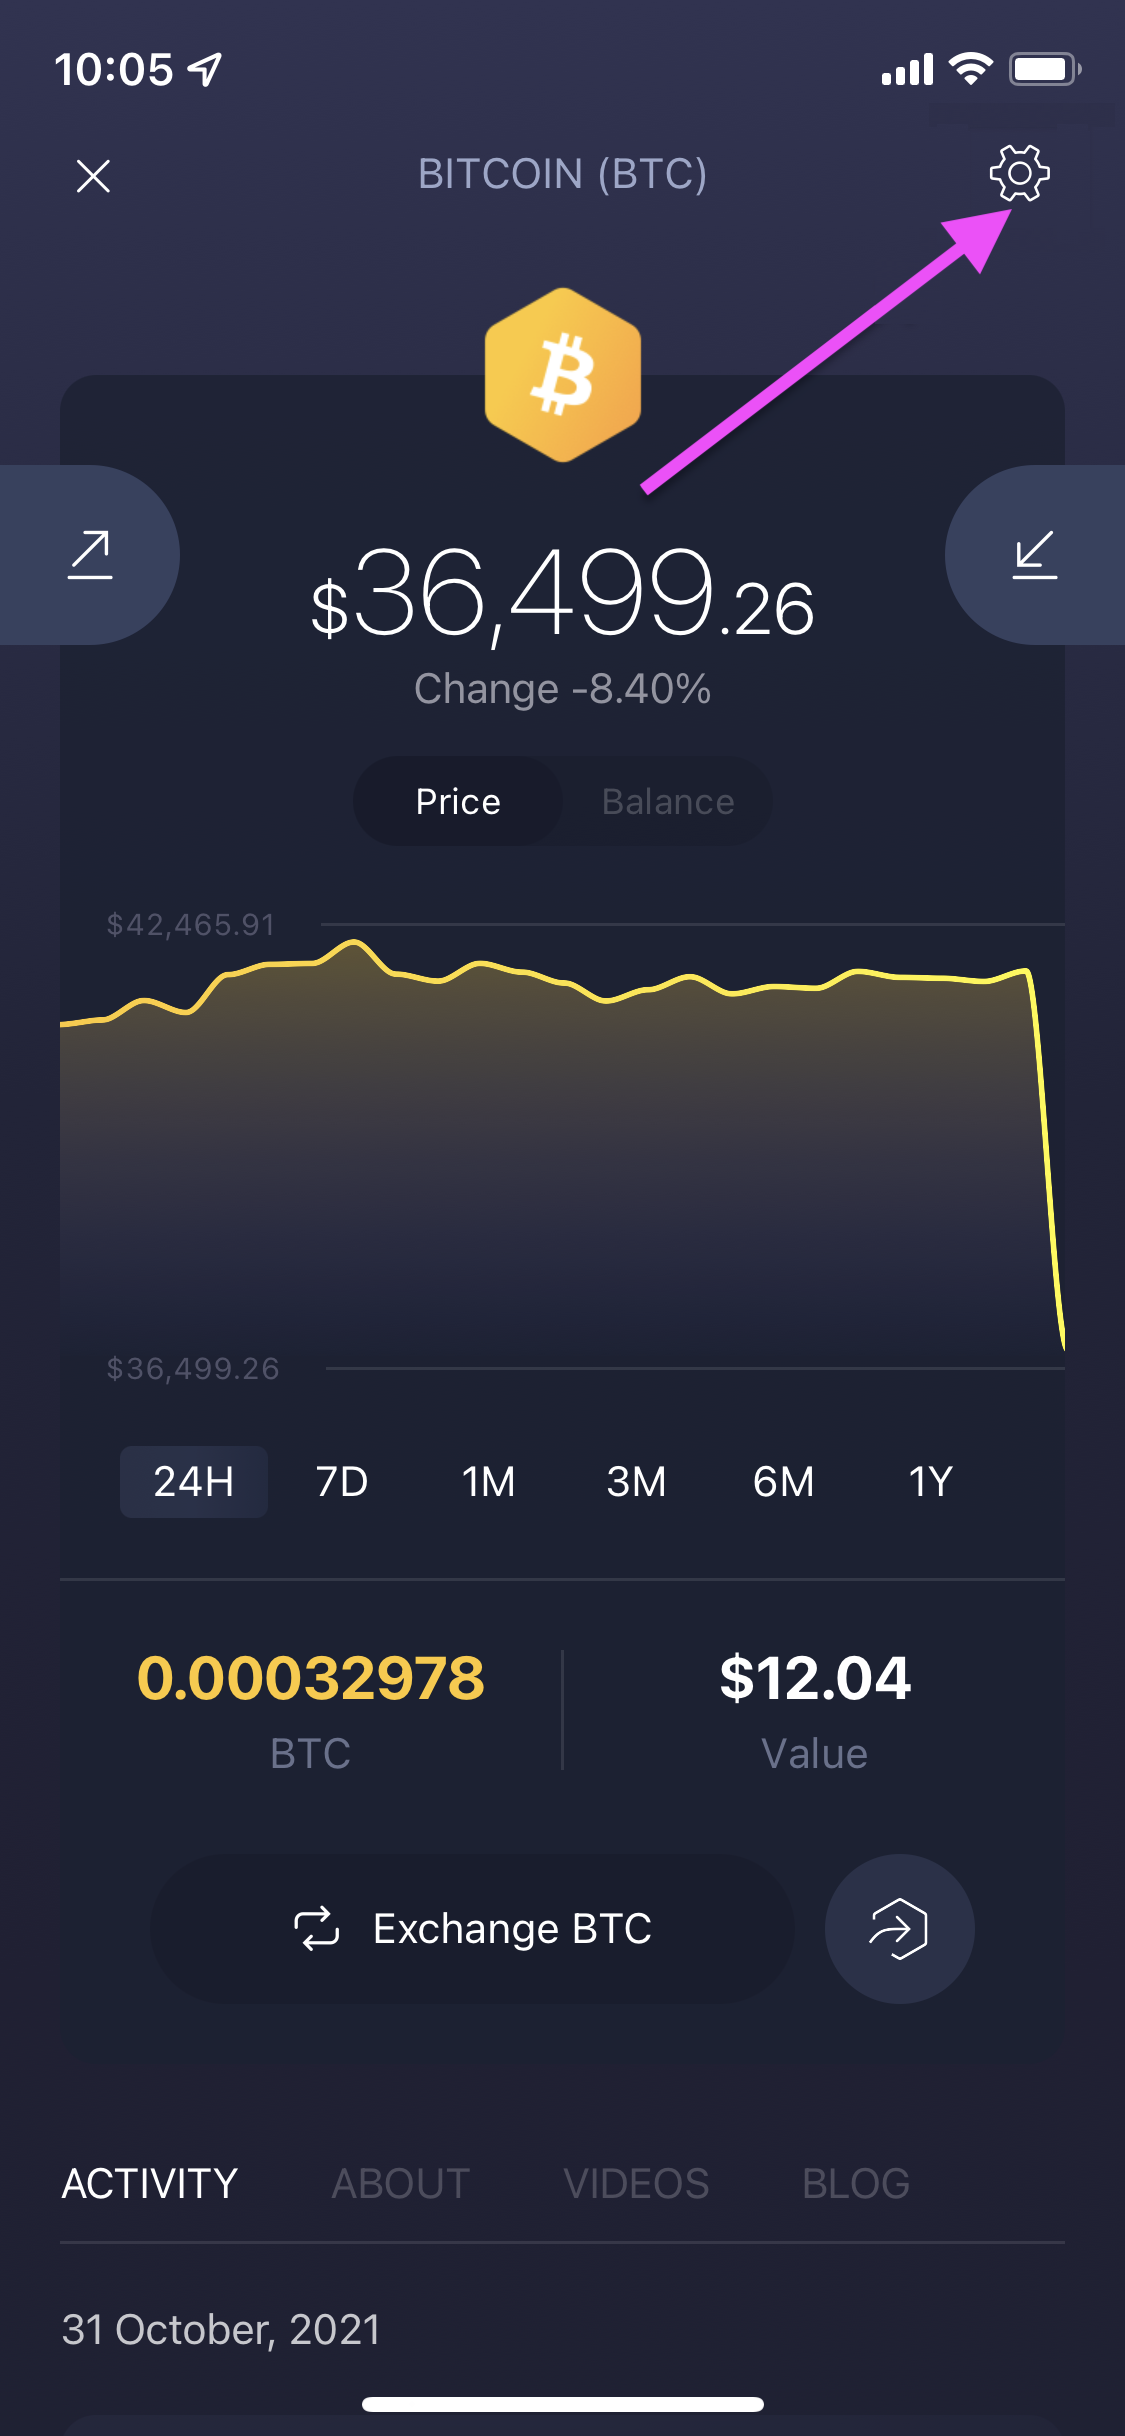 10:05
BITCOIN (BTC)
$36,499.26
Change -8.40%
Price Balance
$42,465.91
$36,499.26
24H 7D 1M 3M 6M 1Y
0.00032978 $12.04
BTC Value
Exchange BTC
ACTIVITY ABOUT VIDEOS BLOG
31 October, 2021